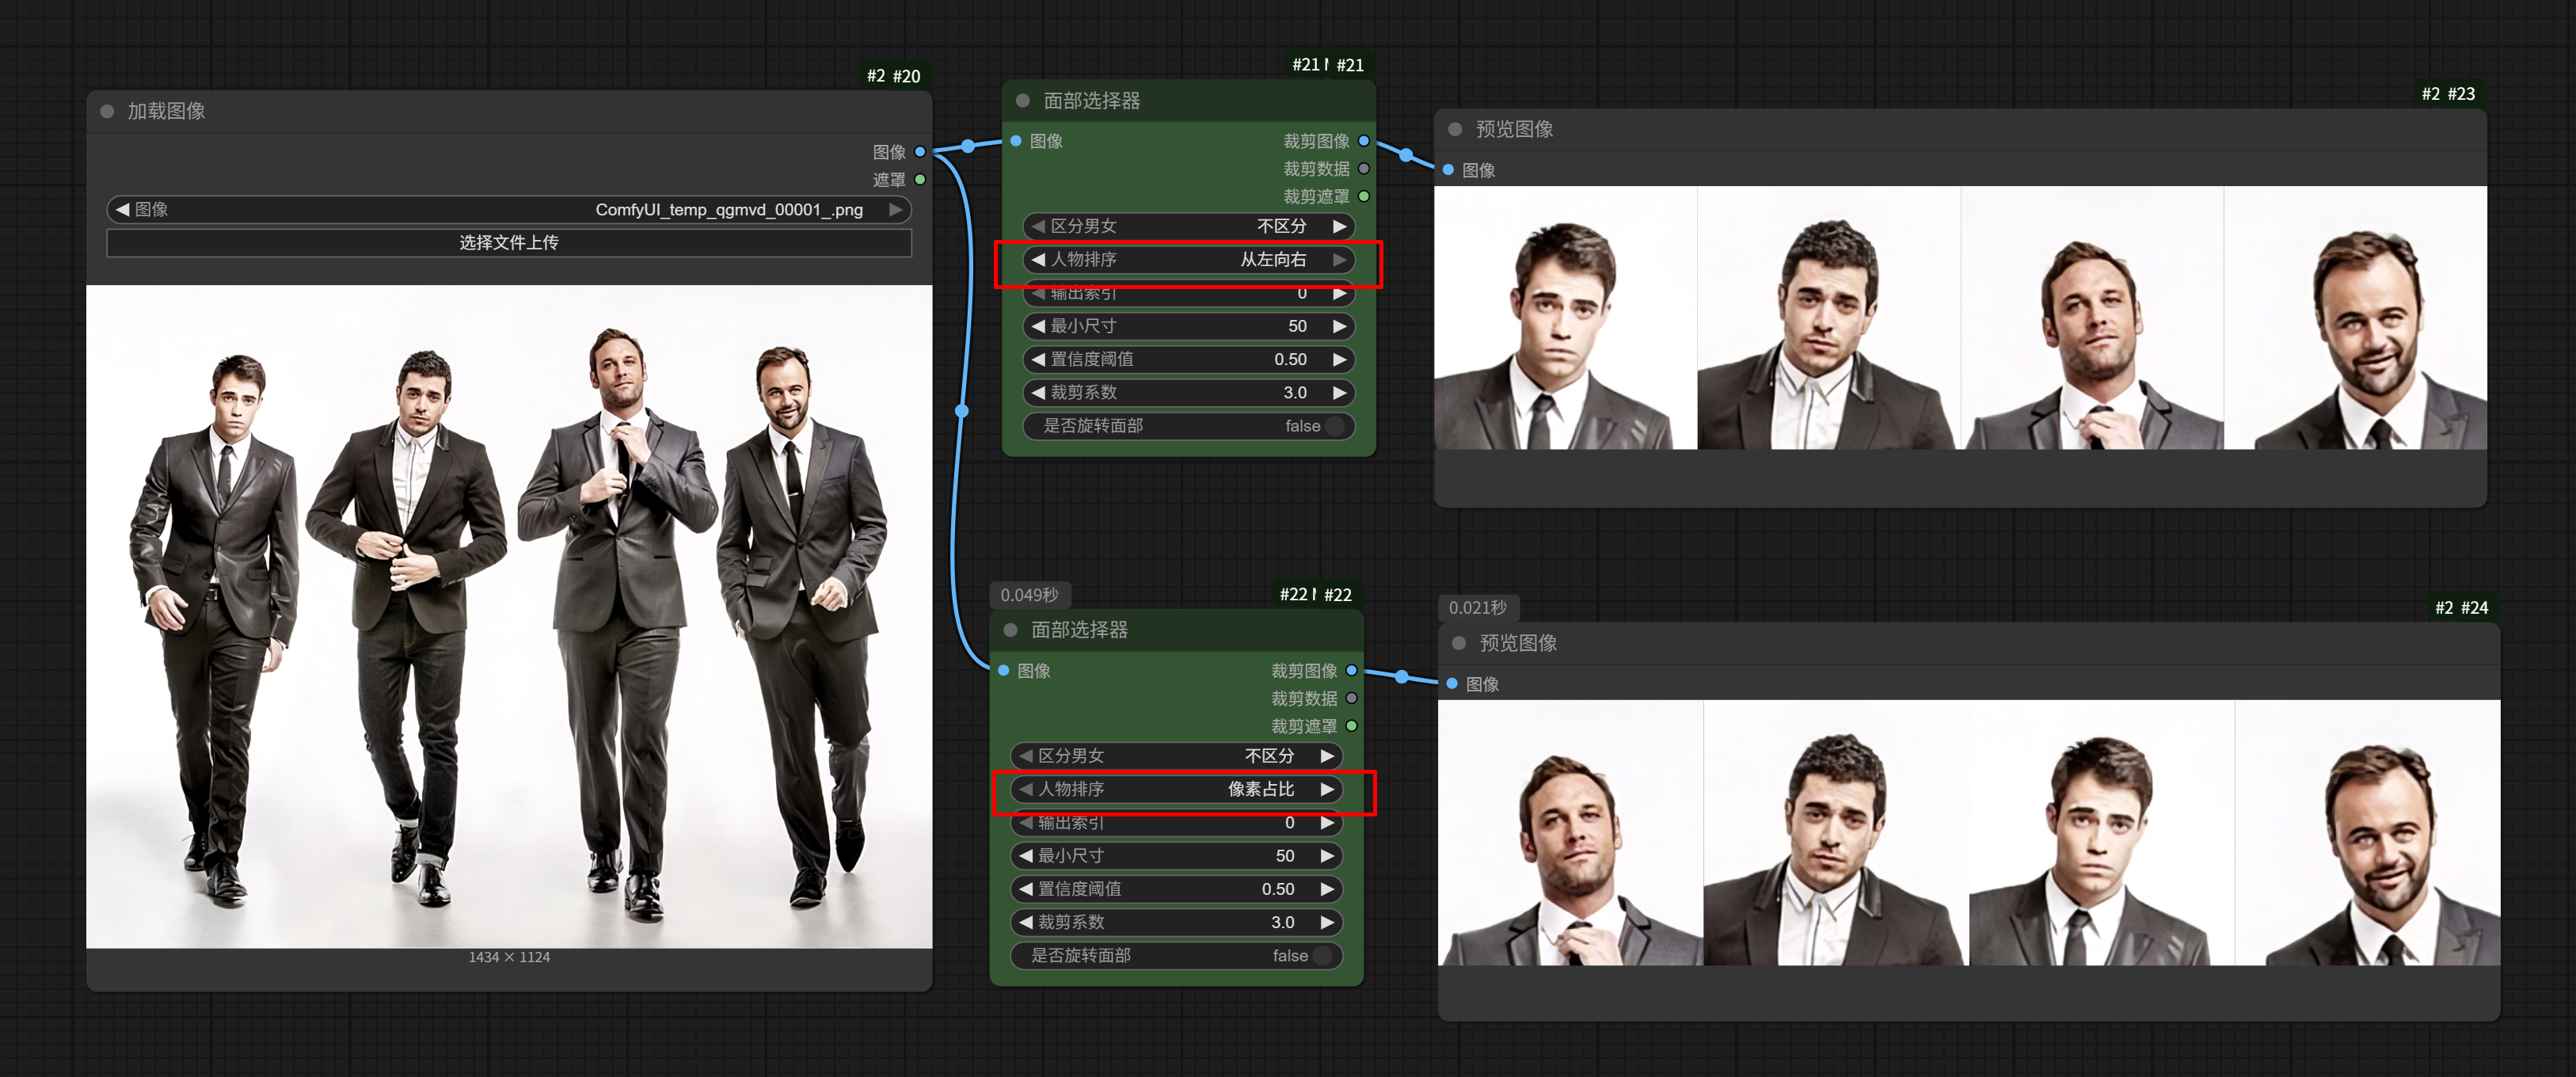 #2 #20
加载图像
图像
遮罩
图像 ComfyUI_temp_qgmvd_00001_.png
选择文件上传
1434 × 1124
#21 #21
面部选择器
图像 裁剪图像
裁剪数据
裁剪遮罩
区分男女 不区分
人物排序 从左向右
输出索引 0
最小尺寸 50
置信度阈值 0.50
裁剪系数 3.0
是否旋转面部 false
#2 #23
预览图像
图像
0.049秒
#22 #22
面部选择器
图像 裁剪图像
裁剪数据
裁剪遮罩
区分男女 不区分
人物排序 像素占比
输出索引 0
最小尺寸 50
置信度阈值 0.50
裁剪系数 3.0
是否旋转面部 false
0.021秒
#2 #24
预览图像
图像